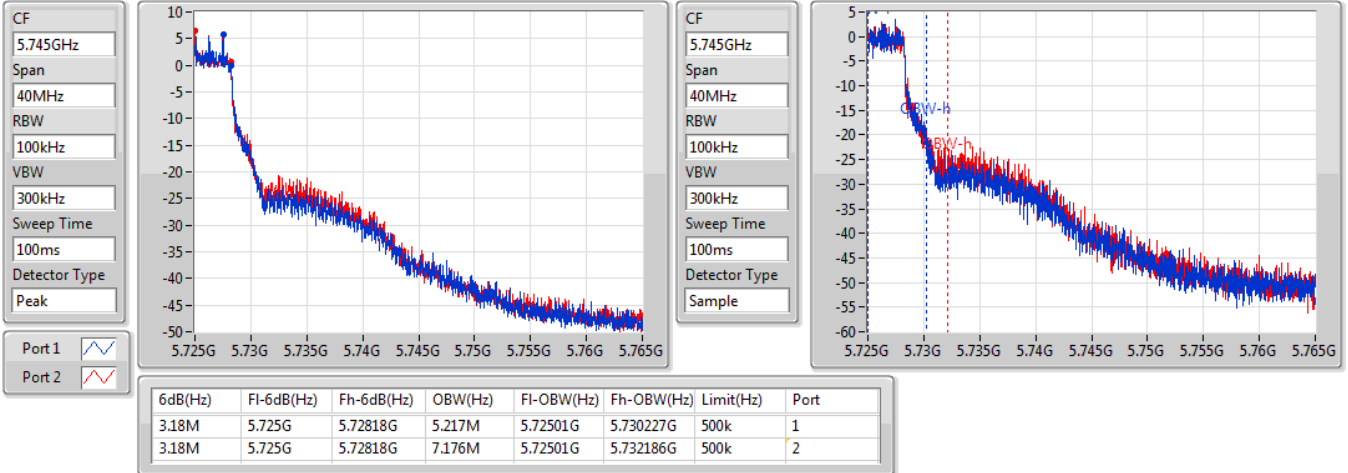 CF
5.745GHz
Span
40MHz
RBW
100kHz
VBW
300kHz
Sweep Time
100ms
Detector Type
Peak
Port 1
Port 2
10
5
0
-5
-10
-15
-20
-25
-30
-35
-40
-45
-50
5.725G 5.73G 5.735G 5.74G 5.745G 5.75G 5.755G 5.76G 5.765G
CF
5.745GHz
Span
40MHz
RBW
100kHz
VBW
300kHz
Sweep Time
100ms
Detector Type
Sample
5
0
-5
-10
-15
-20
-25
-30
-35
-40
-45
-50
-55
-60
OBW-h
OBW-h
5.725G 5.73G 5.735G 5.74G 5.745G 5.75G 5.755G 5.76G 5.765G
6dB(Hz) Fl-6dB(Hz) Fh-6dB(Hz) OBW(Hz) Fl-OBW(Hz) Fh-OBW(Hz) Limit(Hz) Port
3.18M 5.725G 5.72818G 5.217M 5.72501G 5.730227G 500k 1
3.18M 5.725G 5.72818G 7.176M 5.72501G 5.732186G 500k 2